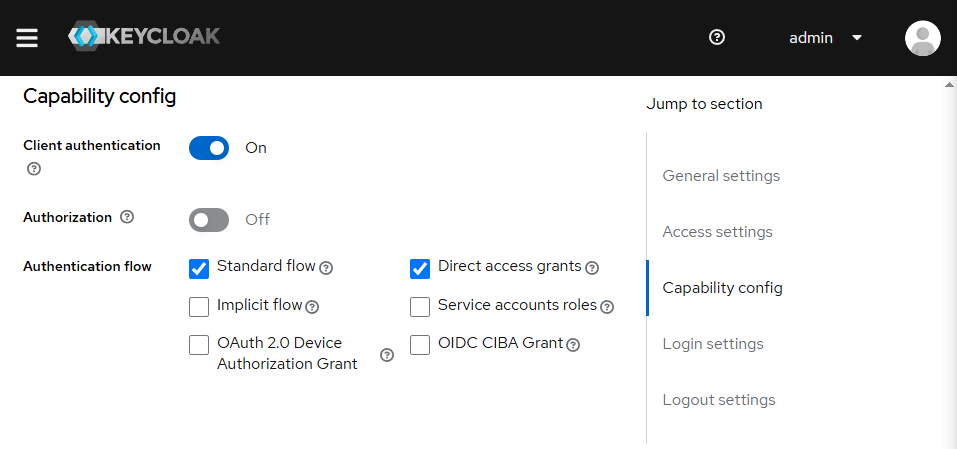 KEYCLOAK
admin
Capability config
Jump to section
Client authentication
On
Authorization
Off
Authentication flow
Standard flow
Direct access grants
Implicit flow
Service accounts roles
OAuth 2.0 Device
Authorization Grant
OIDC CIBA Grant
General settings
Access settings
Capability config
Login settings
Logout settings